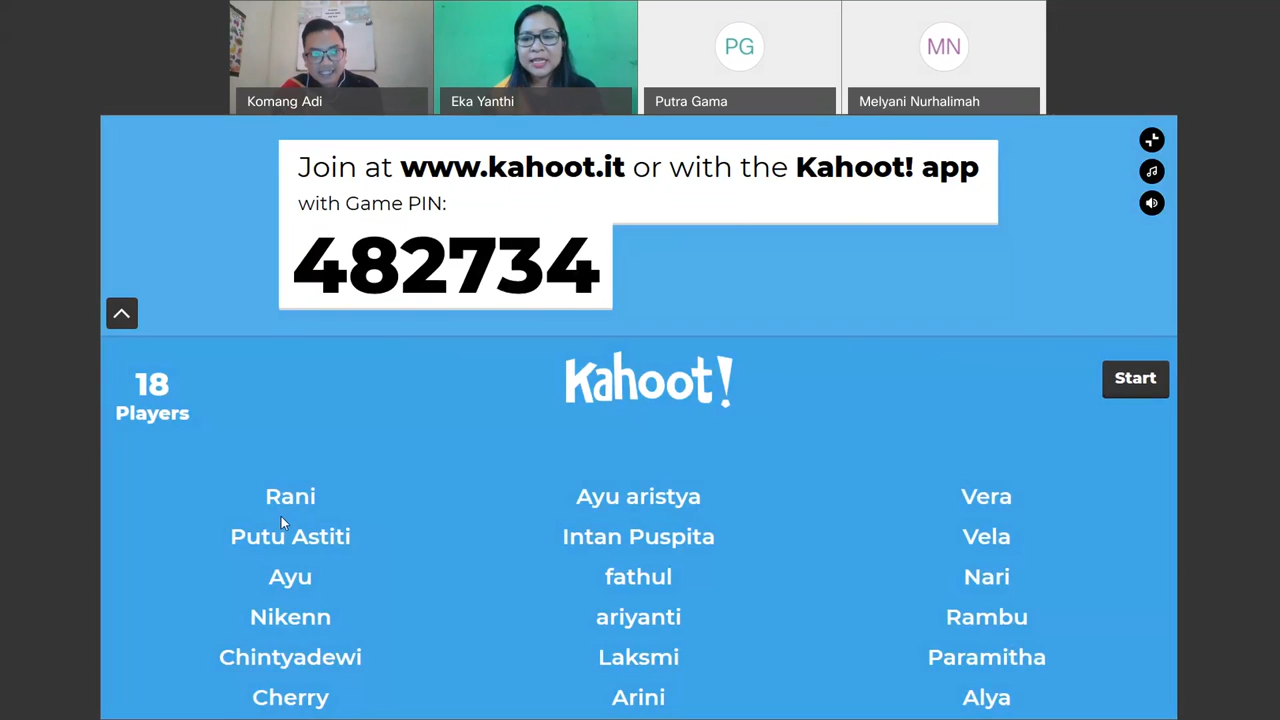 PG
MN
Komang Adi
Eka Yanthi
Putra Gama
Melyani Nurhalimah
Join at www.kahoot.it or with the Kahoot! app
with Game PIN:
482734
18
Players
Kahoot!
Start
Rani
Ayu aristya
Vera
Putu Astiti
Intan Puspita
Vela
Ayu
fathul
Nari
Nikenn
ariyanti
Rambu
Chintyadewi
Laksmi
Paramitha
Cherry
Arini
Alya